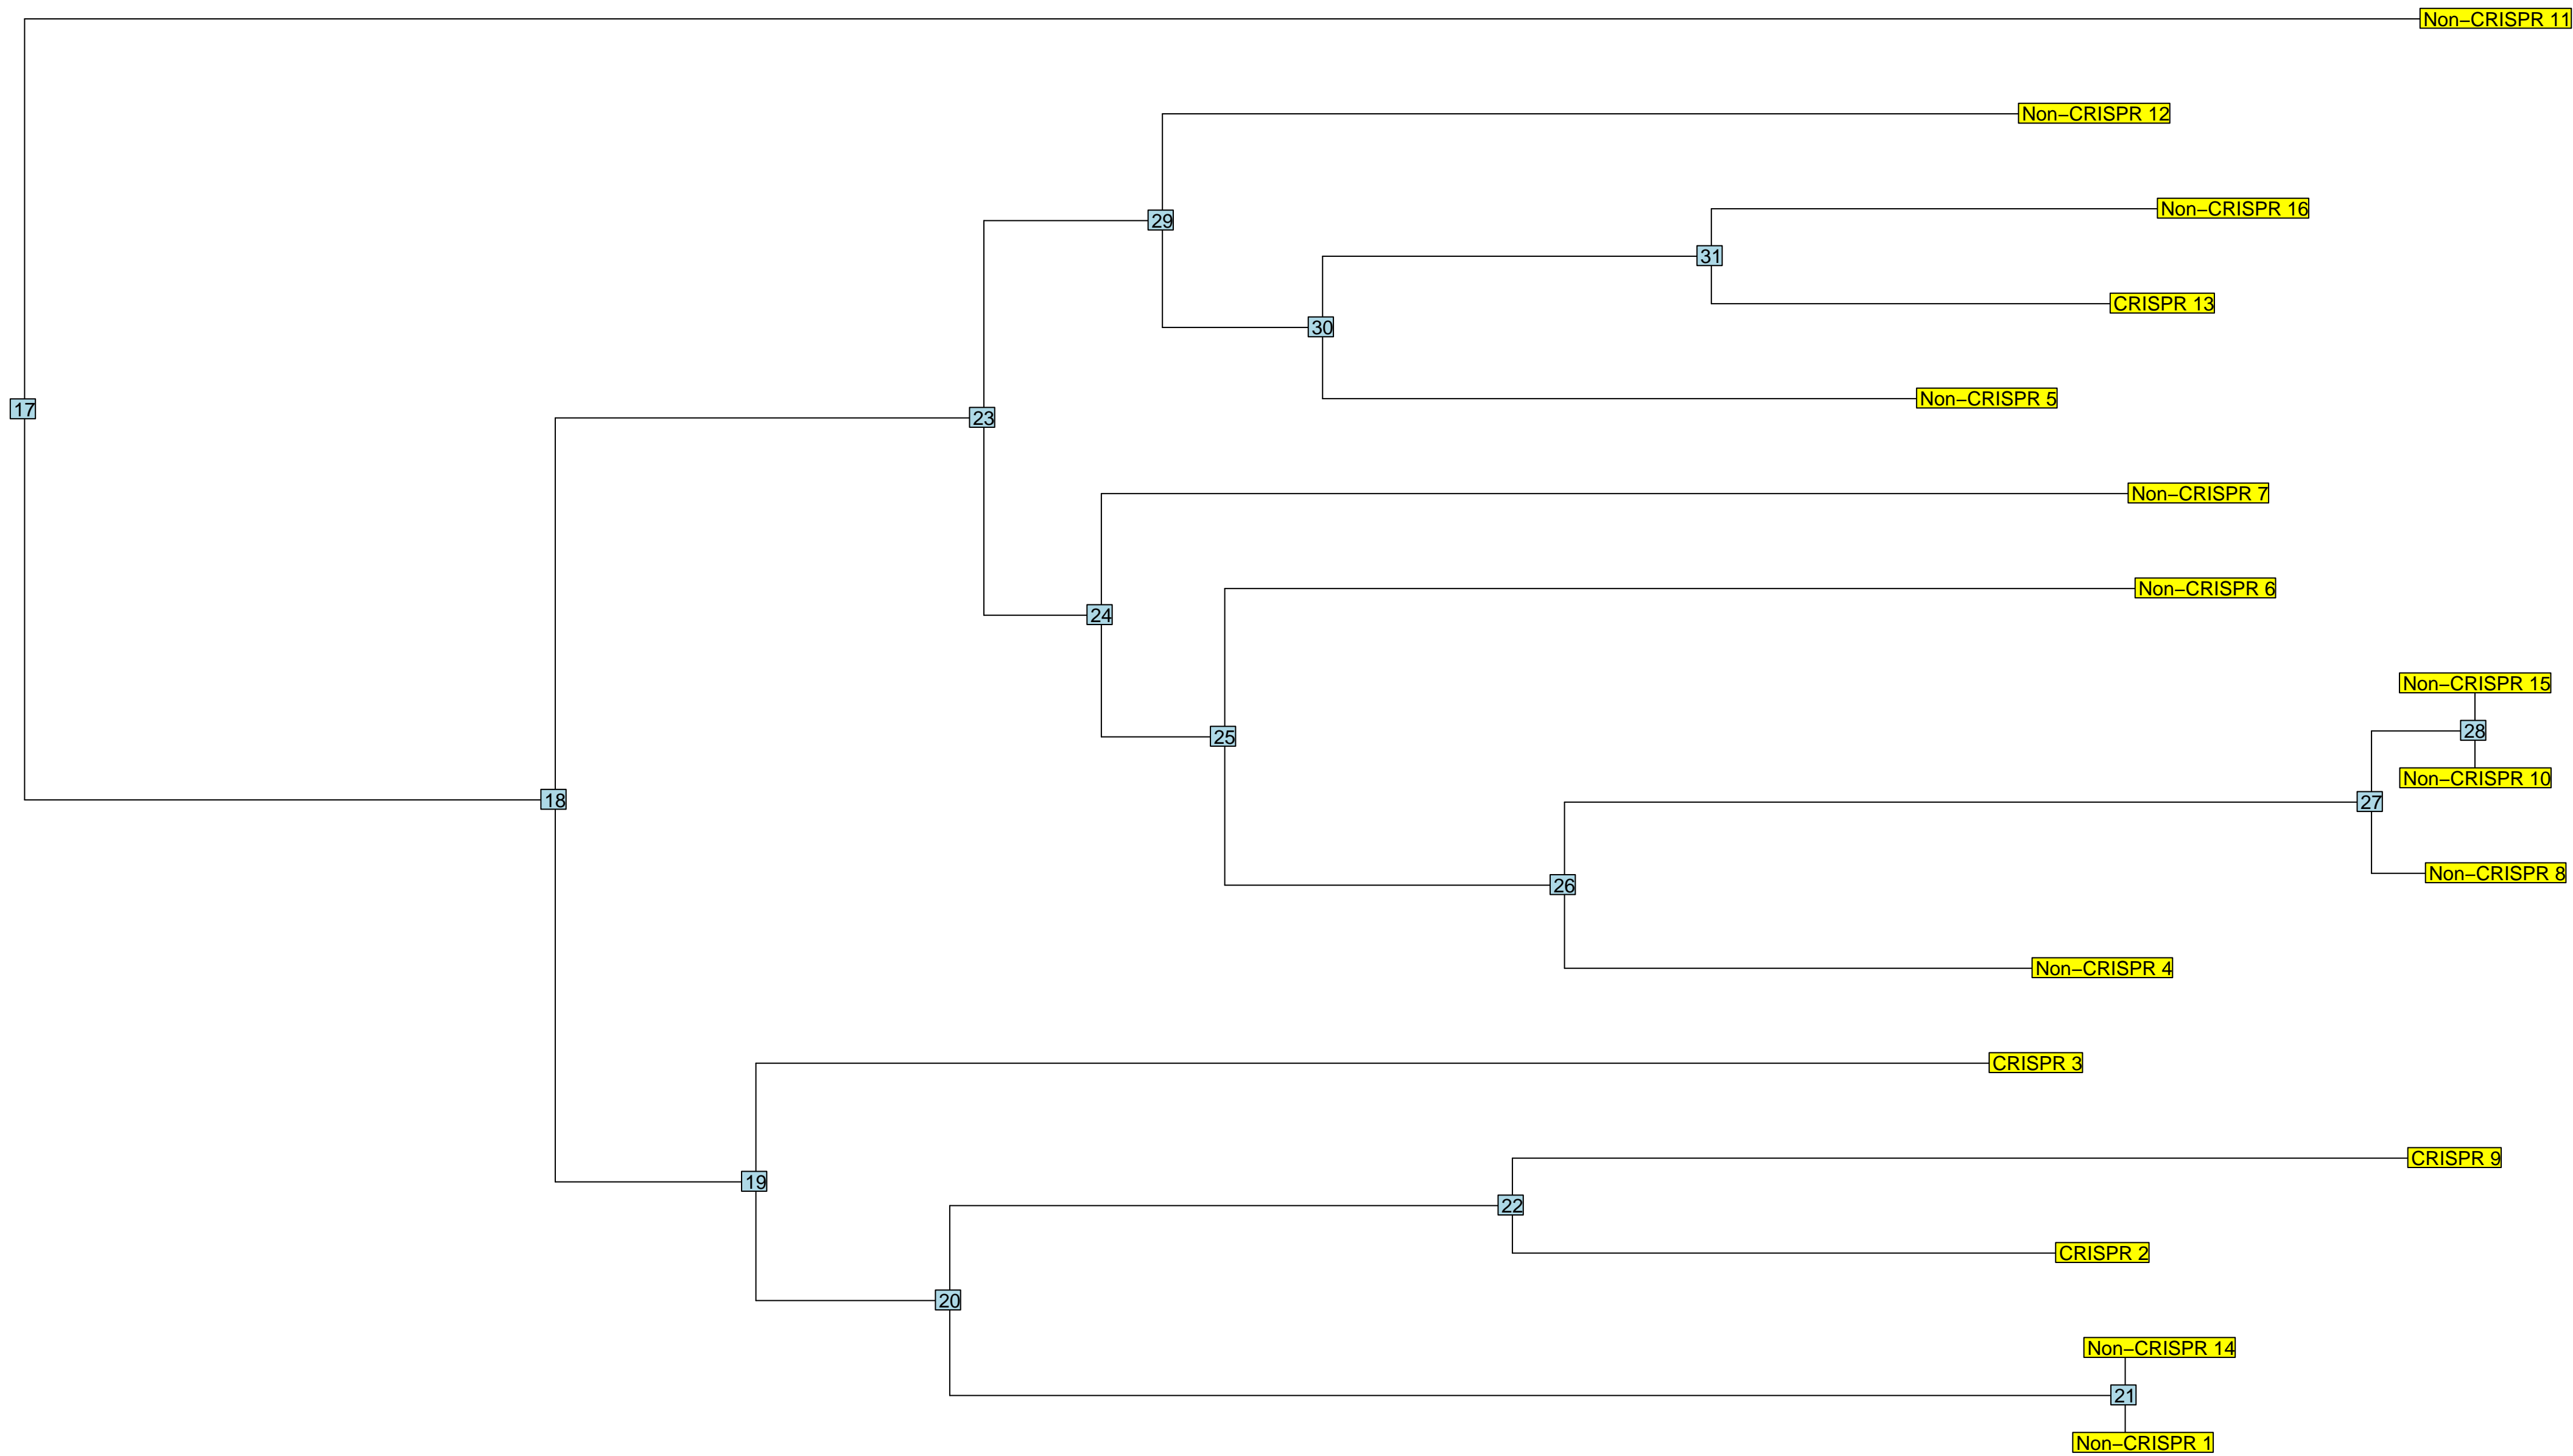 Non−CRISPR 11
Non−CRISPR 12
Non−CRISPR 16
29
31
CRISPR 13
30
Non−CRISPR 5
17
23
Non−CRISPR 7
Non−CRISPR 6
24
Non−CRISPR 15
28
25
Non−CRISPR 10
18
27
Non−CRISPR 8
26
Non−CRISPR 4
CRISPR 3
CRISPR 9
19
22
CRISPR 2
20
Non−CRISPR 14
21
Non−CRISPR 1